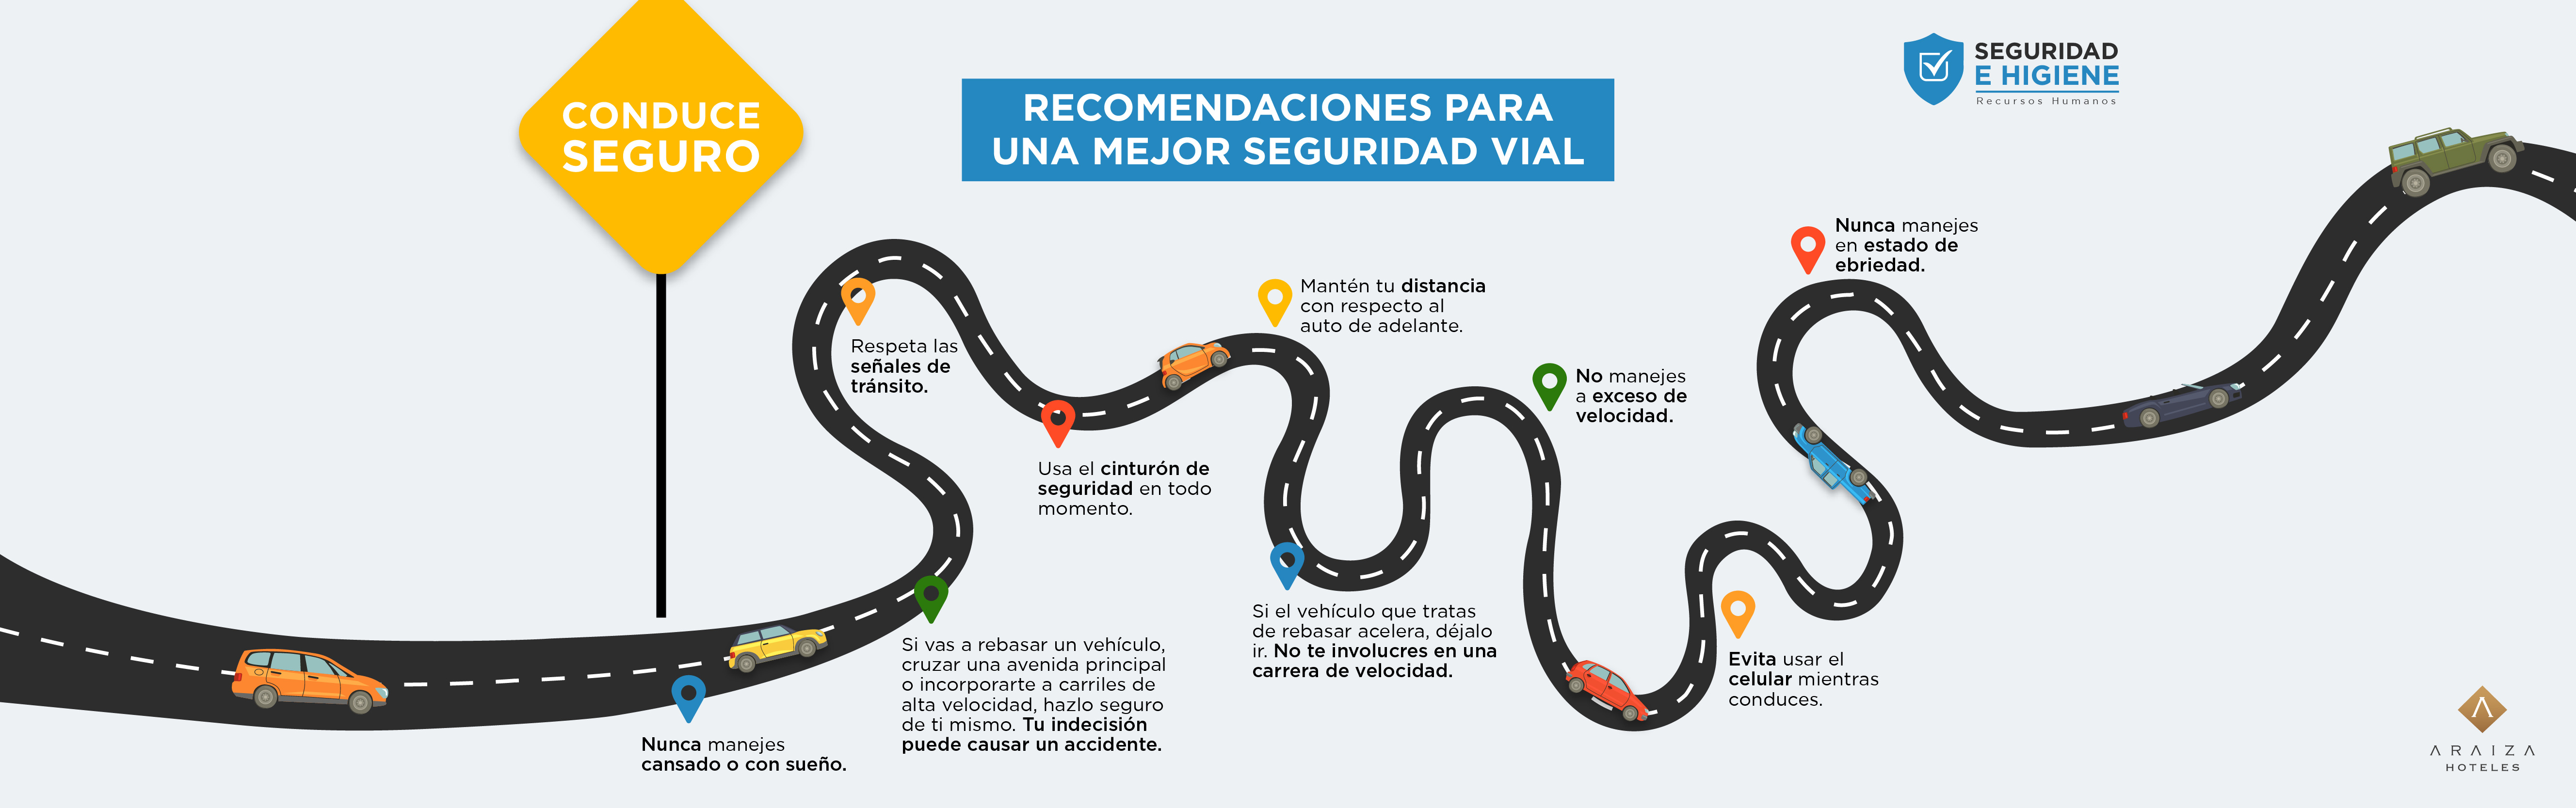 CONDUCE
SEGURO
RECOMENDACIONES PARA
UNA MEJOR SEGURIDAD VIAL
SEGURIDAD
E HIGIENE
Recursos Humanos
Nunca manejes
cansado o con sueño.
Si vas a rebasar un vehículo,
cruzar una avenida principal
o incorporarte a carriles de
alta velocidad, hazlo seguro
de ti mismo. Tu indecisión
puede causar un accidente.
Respeta las
señales de
tránsito.
Usa el cinturón de
seguridad en todo
momento.
Mantén tu distancia
con respecto al
auto de adelante.
Si el vehículo que tratas
de rebasar acelera, déjalo
ir. No te involucres en una
carrera de velocidad.
No manejes
a exceso de
velocidad.
Evita usar el
celular mientras
conduces.
Nunca manejes
en estado de
ebriedad.
ARAIZA
HOTELES